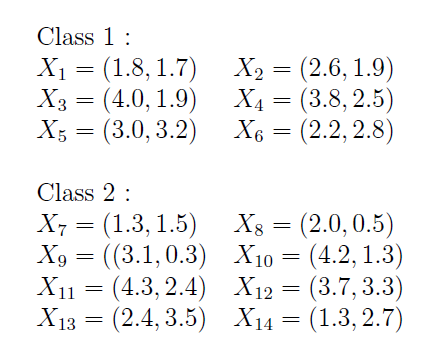 Class 1 :
X₁ = (1.8, 1.7) X₂ = (2.6, 1.9)
X₃ = (4.0, 1.9) X₄ = (3.8, 2.5)
X₅ = (3.0, 3.2) X₆ = (2.2, 2.8)
Class 2 :
X₇ = (1.3, 1.5) X₈ = (2.0, 0.5)
X₉ = ((3.1, 0.3) X₁₀ = (4.2, 1.3)
X₁₁ = (4.3, 2.4) X₁₂ = (3.7, 3.3)
X₁₃ = (2.4, 3.5) X₁₄ = (1.3, 2.7)